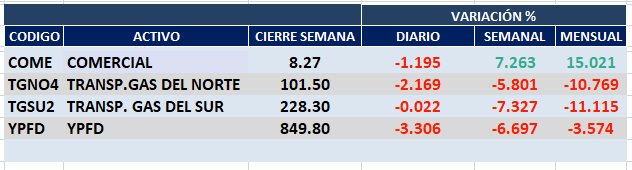 VARIACIÓN %
CODIGO ACTIVO CIERRE SEMANA DIARIO SEMANAL MENSUAL
COME COMERCIAL 8.27 -1.195 7.263 15.021
TGNO4 TRANSP.GAS DEL NORTE 101.50 -2.169 -5.801 -10.769
TGSU2 TRANSP. GAS DEL SUR 228.30 -0.022 -7.327 -11.115
YPFD YPFD 849.80 -3.306 -6.697 -3.574